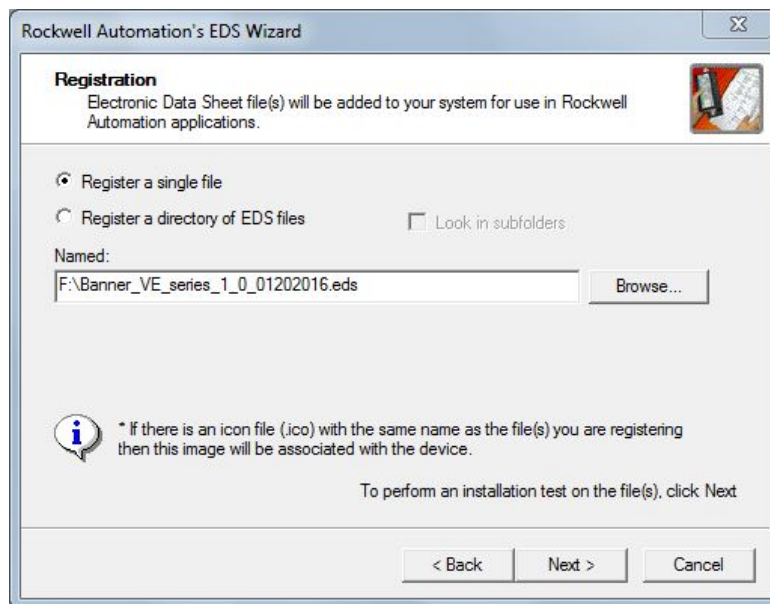 Rockwell Automation's EDS Wizard
Registration
Electronic Data Sheet file(s) will be added to your system for use in Rockwell
Automation applications.
Register a single file
Register a directory of EDS files
Look in subfolders
Named:
F:\Banner_VE_series_1_0_01202016.eds
Browse...
* If there is an icon file (.ico) with the same name as the file(s) you are registering
then this image will be associated with the device.
To perform an installation test on the file(s), click Next
< Back
Next >
Cancel